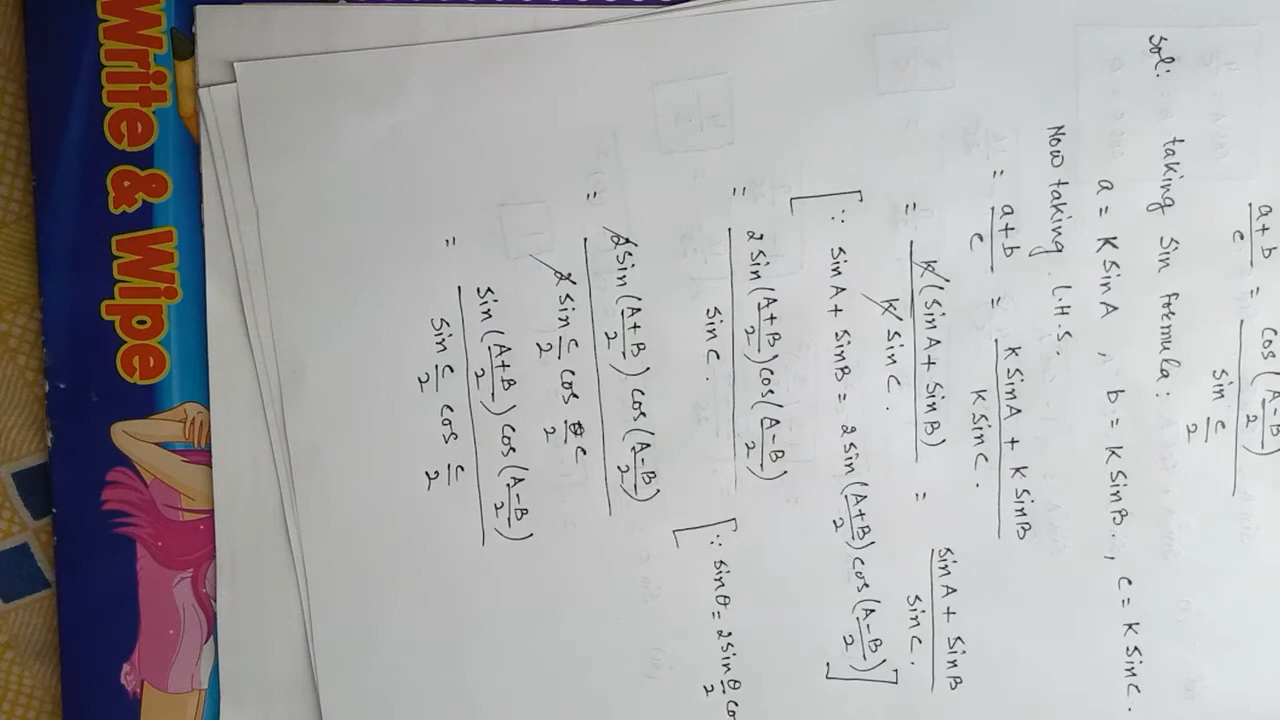 a+b/c = cos(A-B/2)/sin c/2
Sol: taking sin formula:
a = K sinA , b = K sinB , c = K sinC.
Now taking L.H.S.
= a+b/c = K sinA + K sinB/K sinC.
= K(sinA + sinB)/K sinC. = sinA + sinB/sinC.
[∵ sinA + sinB = 2sin(A+B/2)cos(A-B/2)]
= 2sin(A+B/2)cos(A-B/2)/sinC.
[∵ sinθ = 2sinθ/2 co
= 2sin(A+B/2)cos(A-B/2)/2sin c/2 cos c/2
= sin(A+B/2)cos(A-B/2)/sin c/2 cos c/2
Write & Wipe